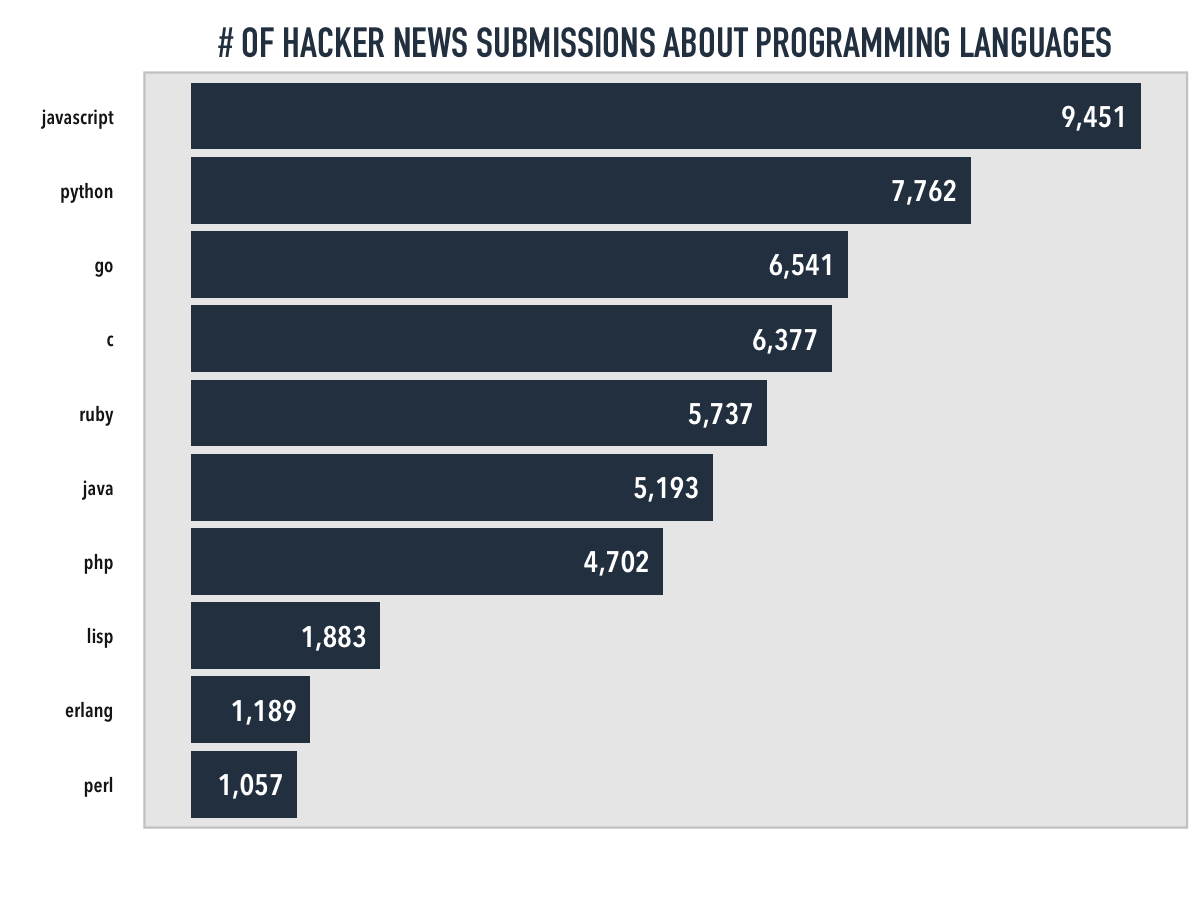 # OF HACKER NEWS SUBMISSIONS ABOUT PROGRAMMING LANGUAGES
javascript 9,451
python 7,762
go 6,541
c 6,377
ruby 5,737
java 5,193
php 4,702
lisp 1,883
erlang 1,189
perl 1,057